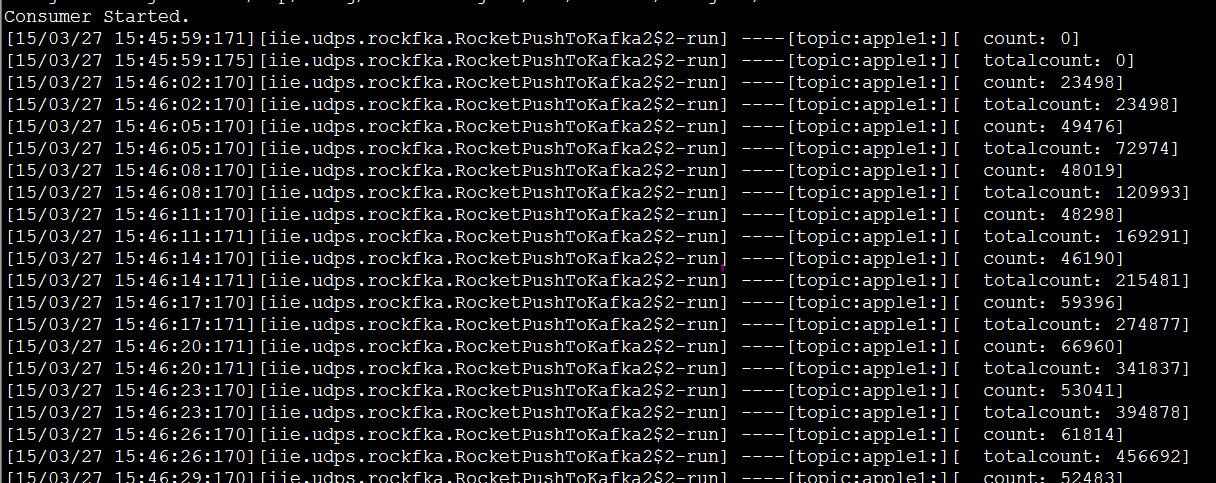 Consumer Started.
[15/03/27 15:45:59:171][iie.udps.rockfka.RocketPushToKafka2$2-run] ----[topic:apple1:][  count：0]
[15/03/27 15:45:59:175][iie.udps.rockfka.RocketPushToKafka2$2-run] ----[topic:apple1:][  totalcount：0]
[15/03/27 15:46:02:170][iie.udps.rockfka.RocketPushToKafka2$2-run] ----[topic:apple1:][  count：23498]
[15/03/27 15:46:02:170][iie.udps.rockfka.RocketPushToKafka2$2-run] ----[topic:apple1:][  totalcount：23498]
[15/03/27 15:46:05:170][iie.udps.rockfka.RocketPushToKafka2$2-run] ----[topic:apple1:][  count：49476]
[15/03/27 15:46:05:170][iie.udps.rockfka.RocketPushToKafka2$2-run] ----[topic:apple1:][  totalcount：72974]
[15/03/27 15:46:08:170][iie.udps.rockfka.RocketPushToKafka2$2-run] ----[topic:apple1:][  count：48019]
[15/03/27 15:46:08:170][iie.udps.rockfka.RocketPushToKafka2$2-run] ----[topic:apple1:][  totalcount：120993]
[15/03/27 15:46:11:170][iie.udps.rockfka.RocketPushToKafka2$2-run] ----[topic:apple1:][  count：48298]
[15/03/27 15:46:11:171][iie.udps.rockfka.RocketPushToKafka2$2-run] ----[topic:apple1:][  totalcount：169291]
[15/03/27 15:46:14:170][iie.udps.rockfka.RocketPushToKafka2$2-run] ----[topic:apple1:][  count：46190]
[15/03/27 15:46:14:171][iie.udps.rockfka.RocketPushToKafka2$2-run] ----[topic:apple1:][  totalcount：215481]
[15/03/27 15:46:17:170][iie.udps.rockfka.RocketPushToKafka2$2-run] ----[topic:apple1:][  count：59396]
[15/03/27 15:46:17:171][iie.udps.rockfka.RocketPushToKafka2$2-run] ----[topic:apple1:][  totalcount：274877]
[15/03/27 15:46:20:171][iie.udps.rockfka.RocketPushToKafka2$2-run] ----[topic:apple1:][  count：66960]
[15/03/27 15:46:20:171][iie.udps.rockfka.RocketPushToKafka2$2-run] ----[topic:apple1:][  totalcount：341837]
[15/03/27 15:46:23:170][iie.udps.rockfka.RocketPushToKafka2$2-run] ----[topic:apple1:][  count：53041]
[15/03/27 15:46:23:170][iie.udps.rockfka.RocketPushToKafka2$2-run] ----[topic:apple1:][  totalcount：394878]
[15/03/27 15:46:26:170][iie.udps.rockfka.RocketPushToKafka2$2-run] ----[topic:apple1:][  count：61814]
[15/03/27 15:46:26:170][iie.udps.rockfka.RocketPushToKafka2$2-run] ----[topic:apple1:][  totalcount：456692]
[15/03/27 15:46:29:170][iie.udps.rockfka.RocketPushToKafka2$2-run] ----[topic:apple1:][  count：52483]